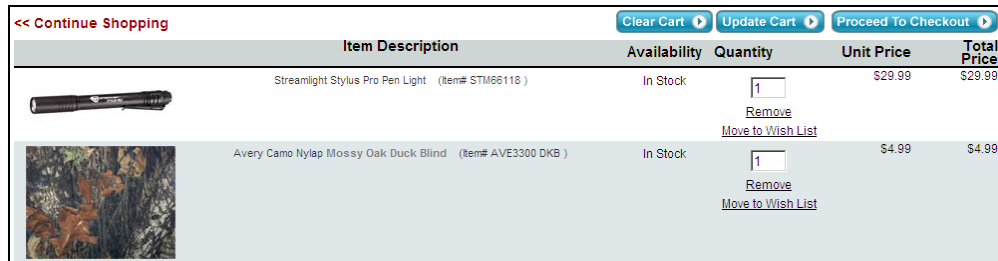 << Continue Shopping
Clear Cart Update Cart Proceed To Checkout
Item Description Availability Quantity Unit Price Total Price
Streamlight Stylus Pro Pen Light (Item# STM66118 ) In Stock 1 $29.99 $29.99
Remove
Move to Wish List
Avery Camo Nylap Mossy Oak Duck Blind (Item# AVE3300 DKB ) In Stock 1 $4.99 $4.99
Remove
Move to Wish List